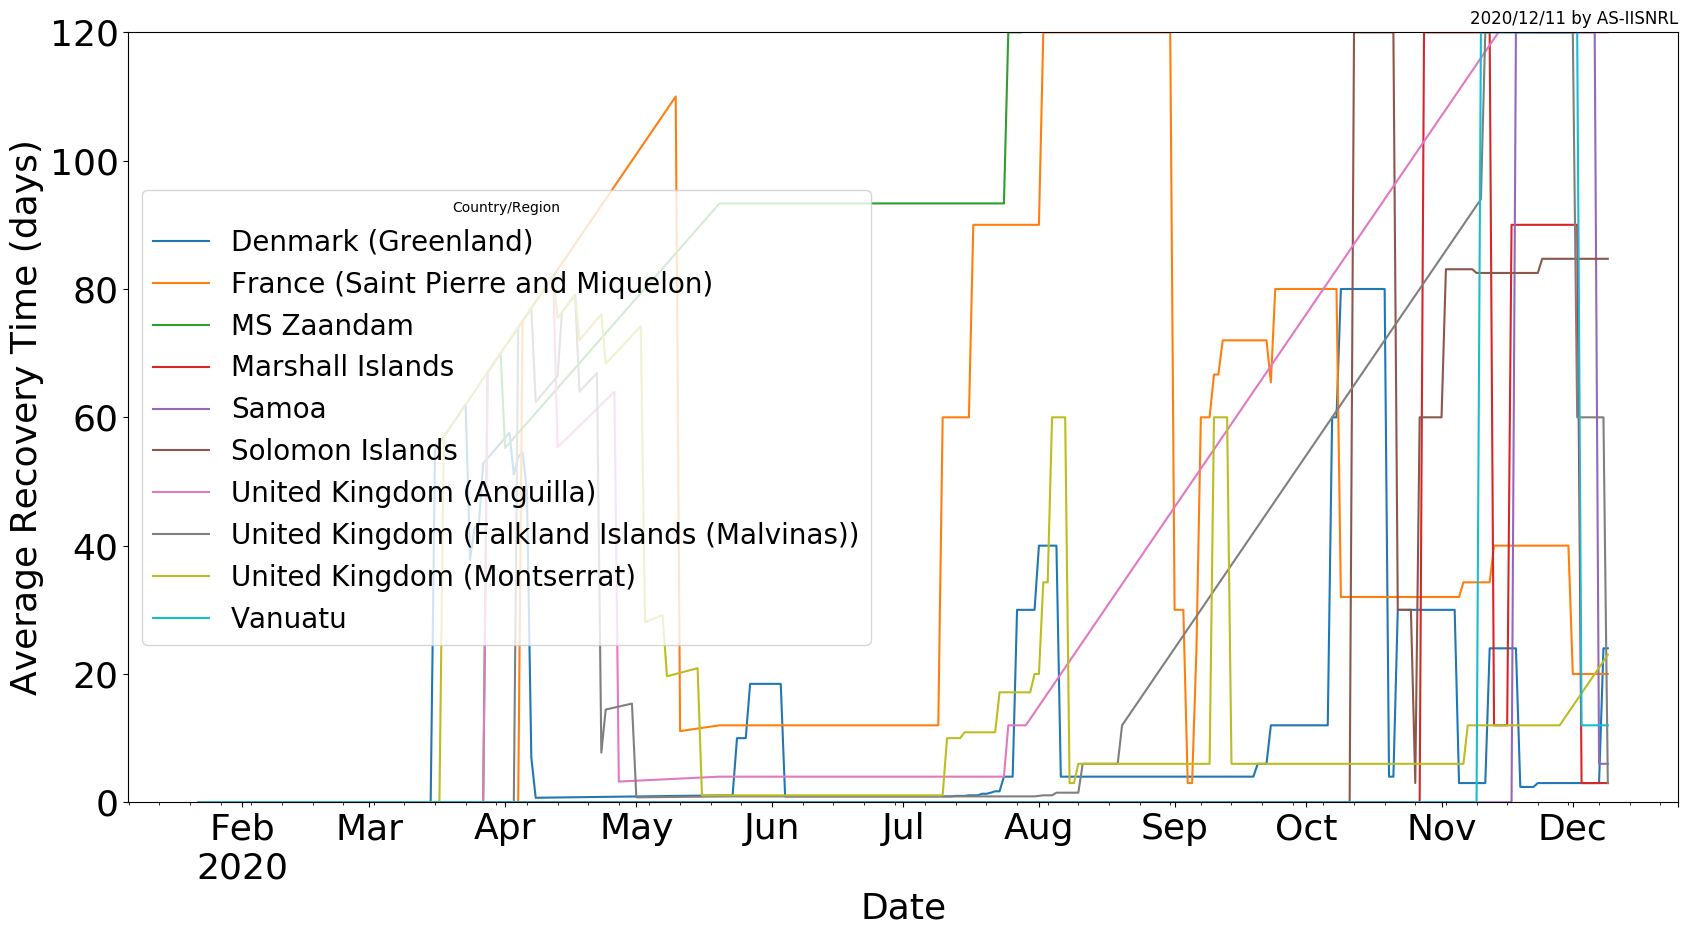 2020/12/11 by AS-IISNRL
120
100
80
60
40
20
0
Average Recovery Time (days)
Country/Region
Denmark (Greenland)
France (Saint Pierre and Miquelon)
MS Zaandam
Marshall Islands
Samoa
Solomon Islands
United Kingdom (Anguilla)
United Kingdom (Falkland Islands (Malvinas))
United Kingdom (Montserrat)
Vanuatu
Feb Mar Apr May Jun Jul Aug Sep Oct Nov Dec
2020
Date